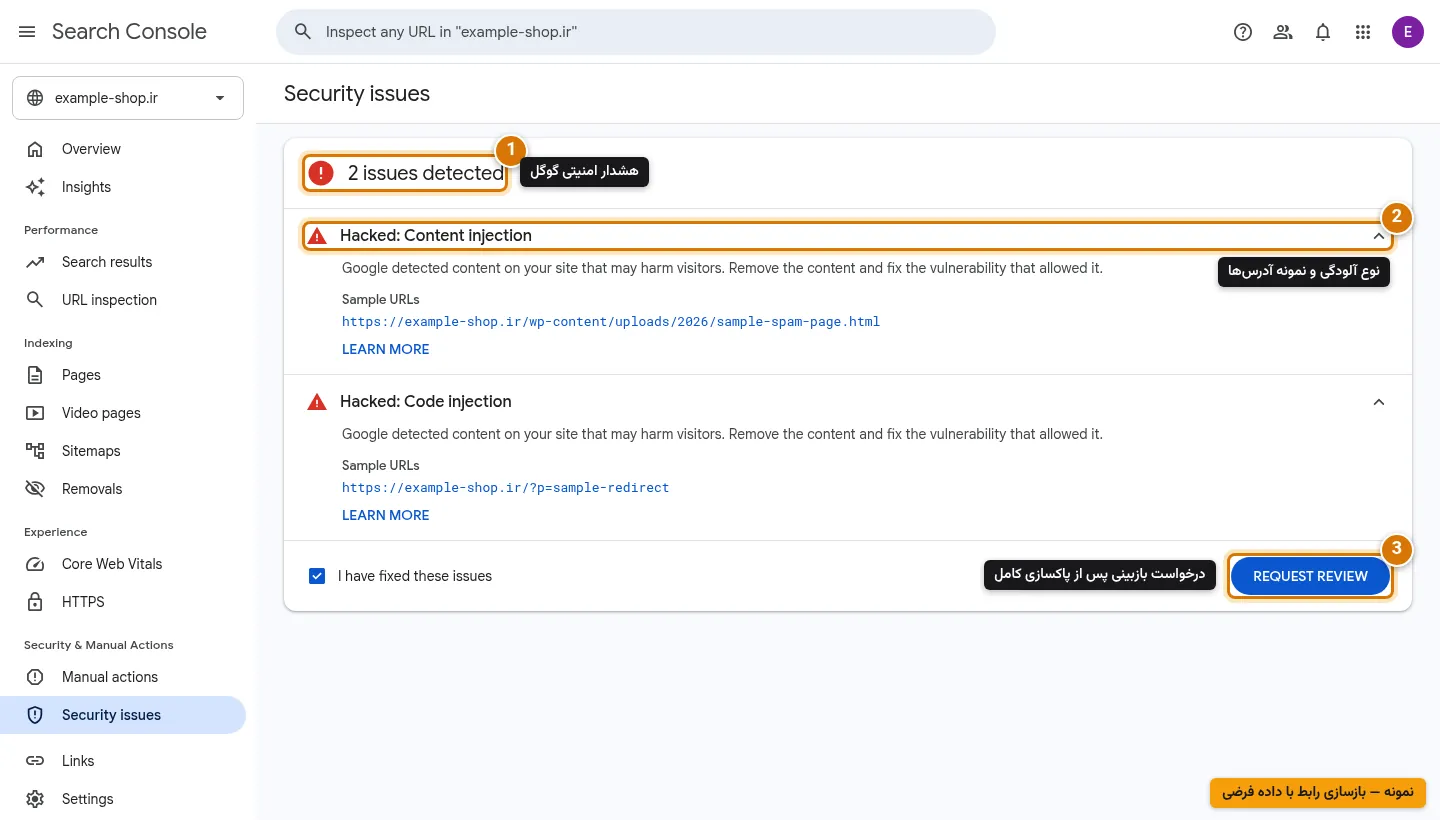 Search Console
Inspect any URL in "example-shop.ir"
E
example-shop.ir
Overview
Insights
Performance
Search results
URL inspection
Indexing
Pages
Video pages
Sitemaps
Removals
Experience
Core Web Vitals
HTTPS
Security & Manual Actions
Manual actions
Security issues
Links
Settings
Security issues
1
2 issues detected
هشدار امنیتی گوگل
2
Hacked: Content injection
Google detected content on your site that may harm visitors. Remove the content and fix the vulnerability that allowed it.
نوع آلودگی و نمونه آدرس‌ها
Sample URLs
https://example-shop.ir/wp-content/uploads/2026/sample-spam-page.html
LEARN MORE
Hacked: Code injection
Google detected content on your site that may harm visitors. Remove the content and fix the vulnerability that allowed it.
Sample URLs
https://example-shop.ir/?p=sample-redirect
LEARN MORE
3
I have fixed these issues
درخواست بازبینی پس از پاکسازی کامل
REQUEST REVIEW
نمونه — بازسازی رابط با داده فرضی